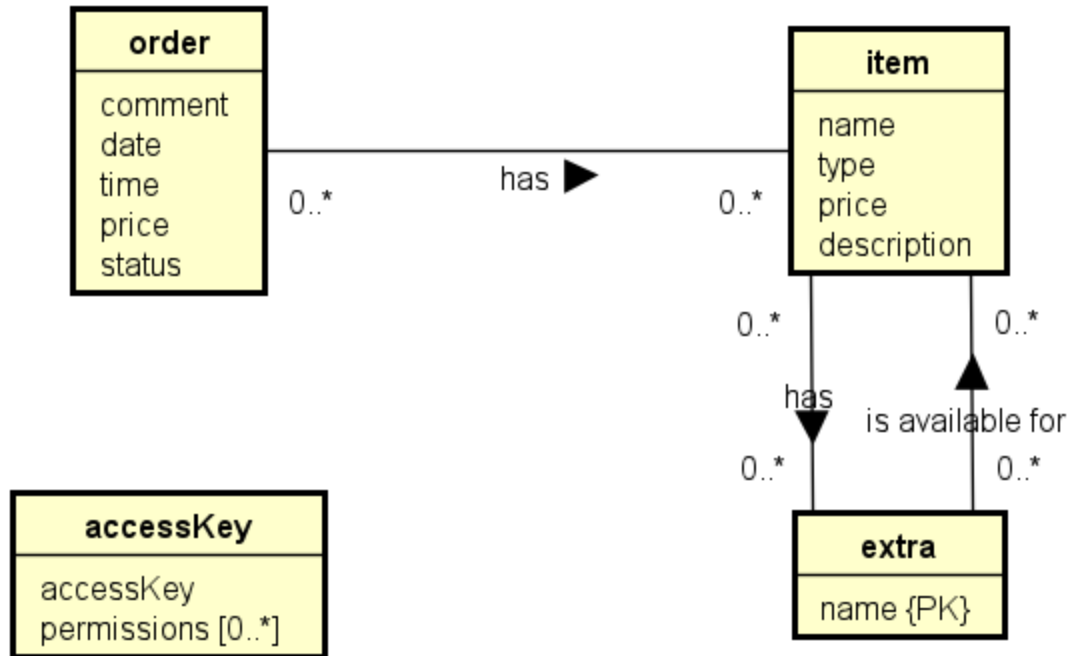 order
comment
date
time
price
status
0..*
has
0..*
item
name
type
price
description
0..*
0..*
has
is available for
0..*
0..*
accessKey
accessKey
permissions [0..*]
extra
name {PK}